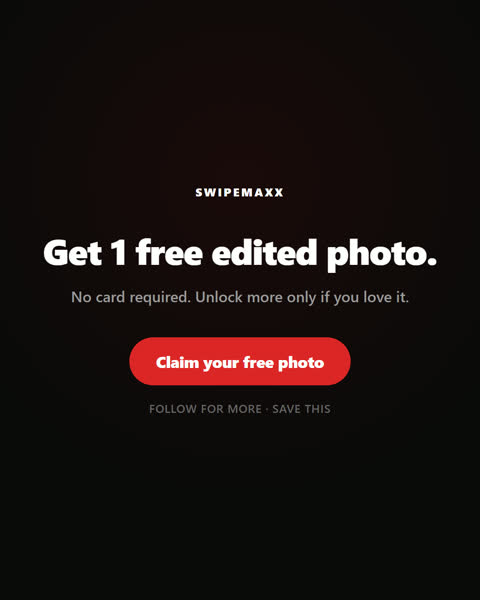 SWIPEMAXX
Get 1 free edited photo.
No card required. Unlock more only if you love it.
Claim your free photo
FOLLOW FOR MORE · SAVE THIS